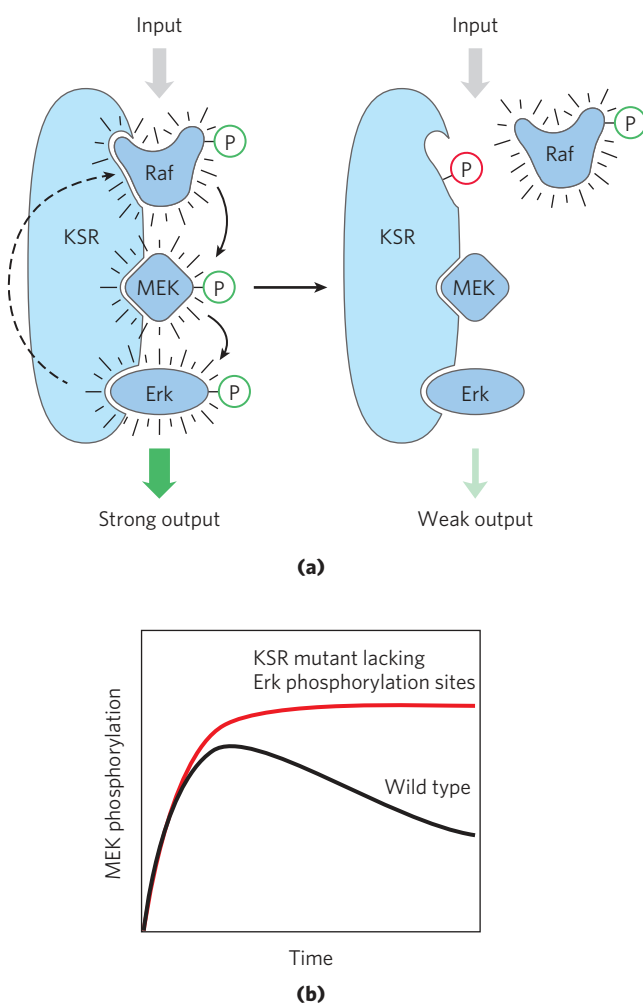 Input
Input
P
Raf
P
Raf
P
KSR
KSR
MEK
P
MEK
Erk
P
Erk
Strong output
Weak output
(a)
KSR mutant lacking
Erk phosphorylation sites
Wild type
MEK phosphorylation
Time
(b)